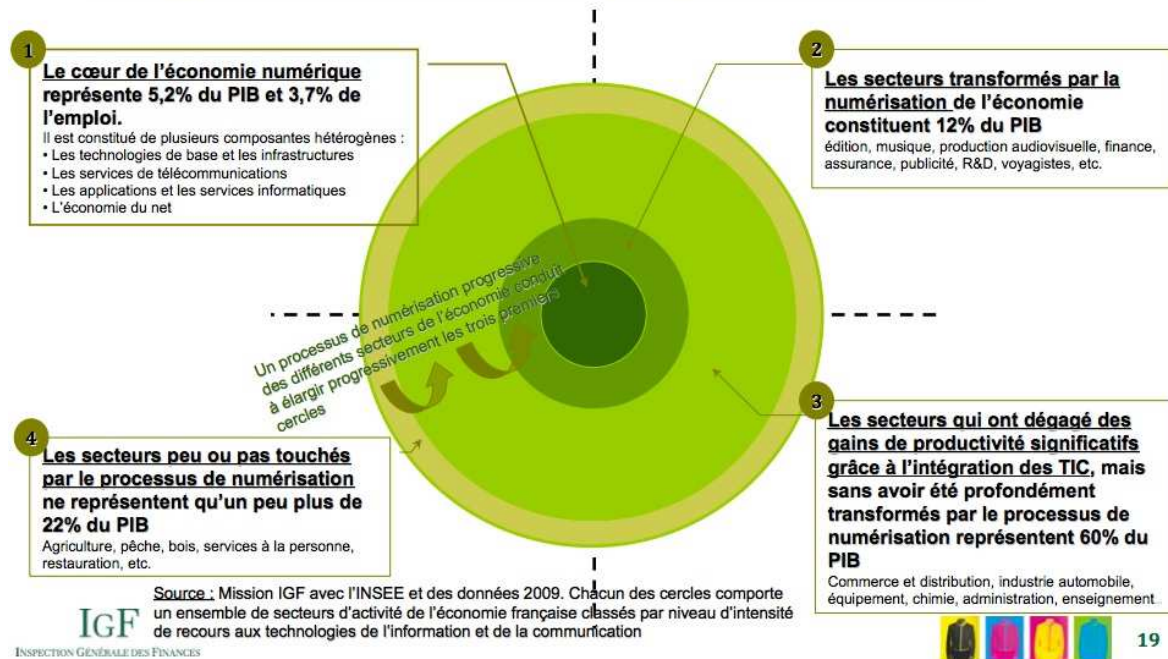 1
Le cœur de l'économie numérique
représente 5,2% du PIB et 3,7% de
l'emploi.
Il est constitué de plusieurs composantes hétérogènes :
• Les technologies de base et les infrastructures
• Les services de télécommunications
• Les applications et les services informatiques
• L'économie du net
2
Les secteurs transformés par la
numérisation de l'économie
constituent 12% du PIB
édition, musique, production audiovisuelle, finance,
assurance, publicité, R&D, voyagistes, etc.
Un processus de numérisation progressive
des différents secteurs de l'économie conduit
à élargir progressivement les trois premiers
cercles
3
Les secteurs qui ont dégagé des
gains de productivité significatifs
grâce à l'intégration des TIC, mais
sans avoir été profondément
transformés par le processus de
numérisation représentent 60% du
PIB
Commerce et distribution, industrie automobile,
équipement, chimie, administration, enseignement...
4
Les secteurs peu ou pas touchés
par le processus de numérisation
ne représentent qu'un peu plus de
22% du PIB
Agriculture, pêche, bois, services à la personne,
restauration, etc.
Source : Mission IGF avec l'INSEE et des données 2009. Chacun des cercles comporte
un ensemble de secteurs d'activité de l'économie française classés par niveau d'intensité
de recours aux technologies de l'information et de la communication
IGF
INSPECTION GÉNÉRALE DES FINANCES
19